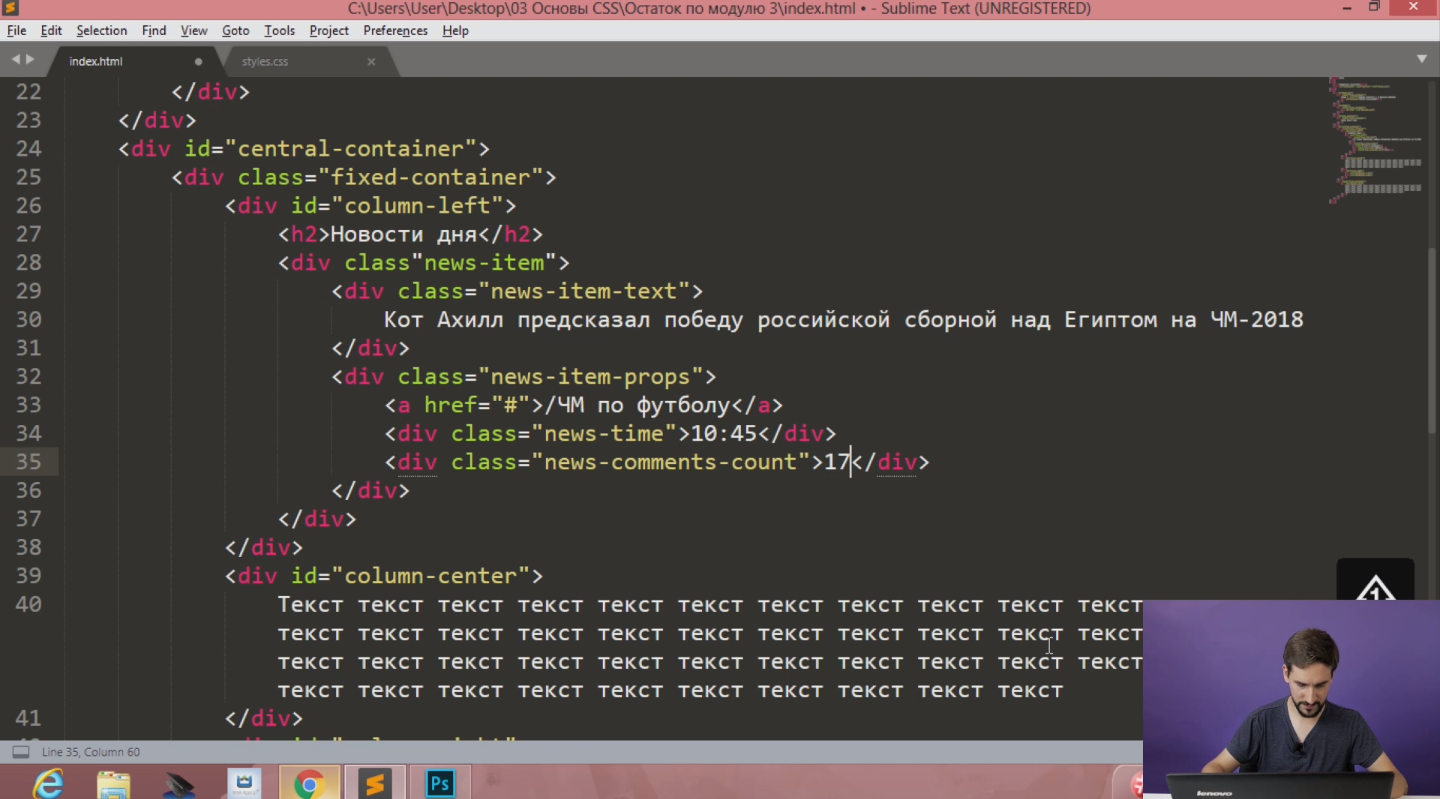 C:\Users\User\Desktop\03 Основы CSS\Остаток по модулю 3\index.html • - Sublime Text (UNREGISTERED)
File Edit Selection Find View Goto Tools Project Preferences Help
index.html styles.css
22 </div>
23 </div>
24 <div id="central-container">
25 <div class="fixed-container">
26 <div id="column-left">
27 <h2>Новости дня</h2>
28 <div class"news-item">
29 <div class="news-item-text">
30 Кот Ахилл предсказал победу российской сборной над Египтом на ЧМ-2018
31 </div>
32 <div class="news-item-props">
33 <a href="#">/ЧМ по футболу</a>
34 <div class="news-time">10:45</div>
35 <div class="news-comments-count">17</div>
36 </div>
37 </div>
38 </div>
39 <div id="column-center">
40 Текст текст текст текст текст текст текст текст текст текст текст
текст текст текст текст текст текст текст текст текст текст текст
текст текст текст текст текст текст текст текст текст текст текст
текст текст текст текст текст текст текст текст текст текст
41 </div>
Line 35, Column 60
Ps
lenovo